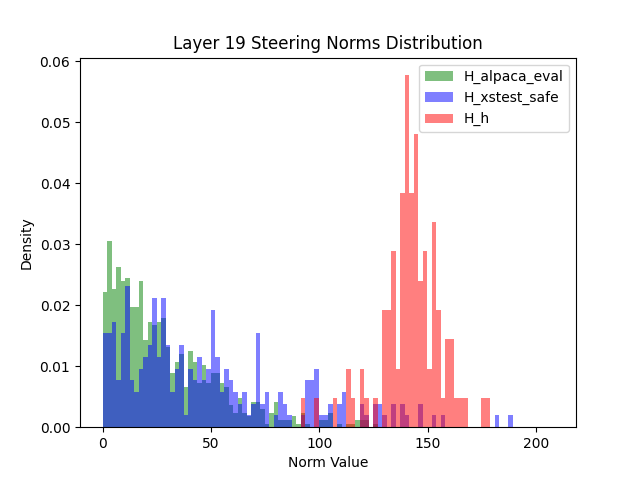 Layer 19 Steering Norms Distribution
H_alpaca_eval
H_xstest_safe
H_h
0.06
0.05
0.04
0.03
0.02
0.01
0.00
Density
0
50
100
150
200
Norm Value